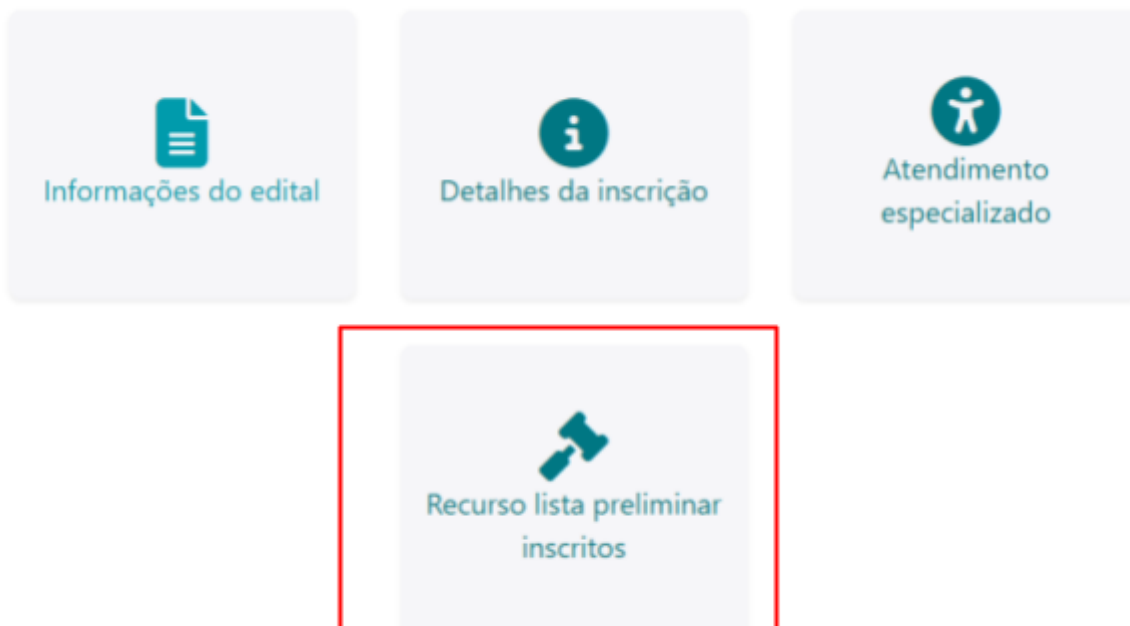 Informações do edital
Detalhes da inscrição
Atendimento
especializado
Recurso lista preliminar
inscritos